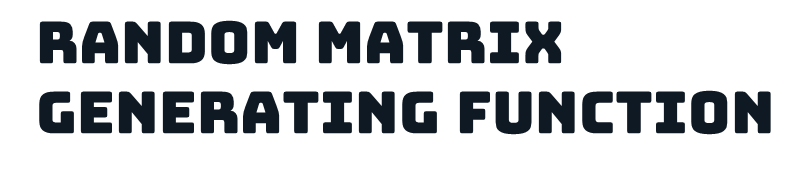 RANDOM MATRIX
GENERATING FUNCTION